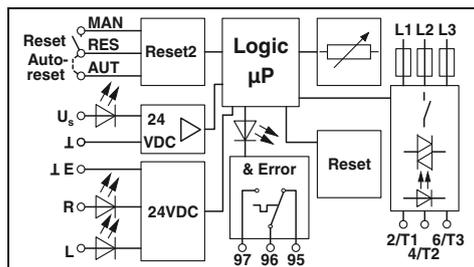 MAN
Reset
RES
Auto-
reset
AUT
Reset2
Logic
µP
L1 L2 L3
Us
24
VDC
⊥
⊥ E
R
L
24VDC
& Error
Reset
97 96 95
2/T1 6/T3
4/T2